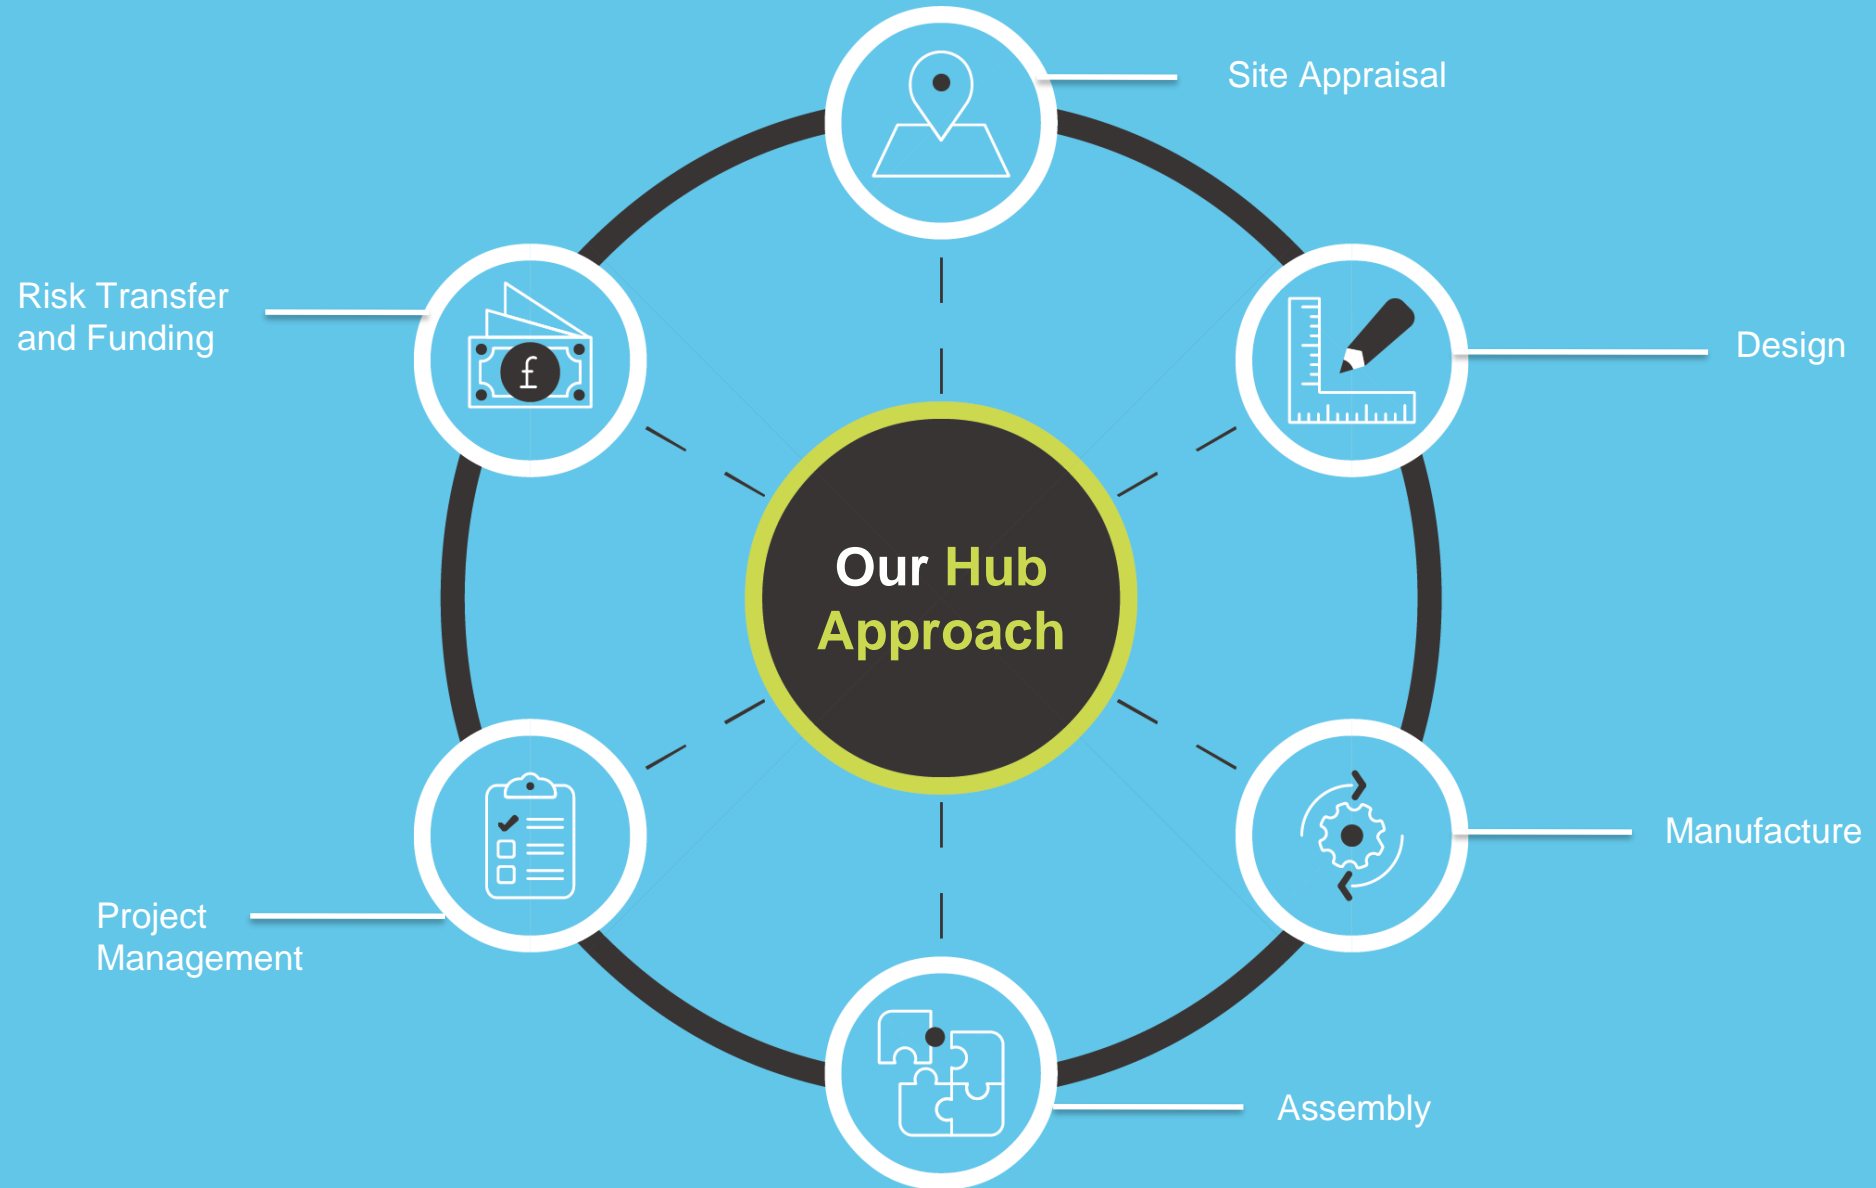 Site Appraisal
Risk Transfer
and Funding
£
Design
Our Hub
Approach
Manufacture
Project
Management
Assembly